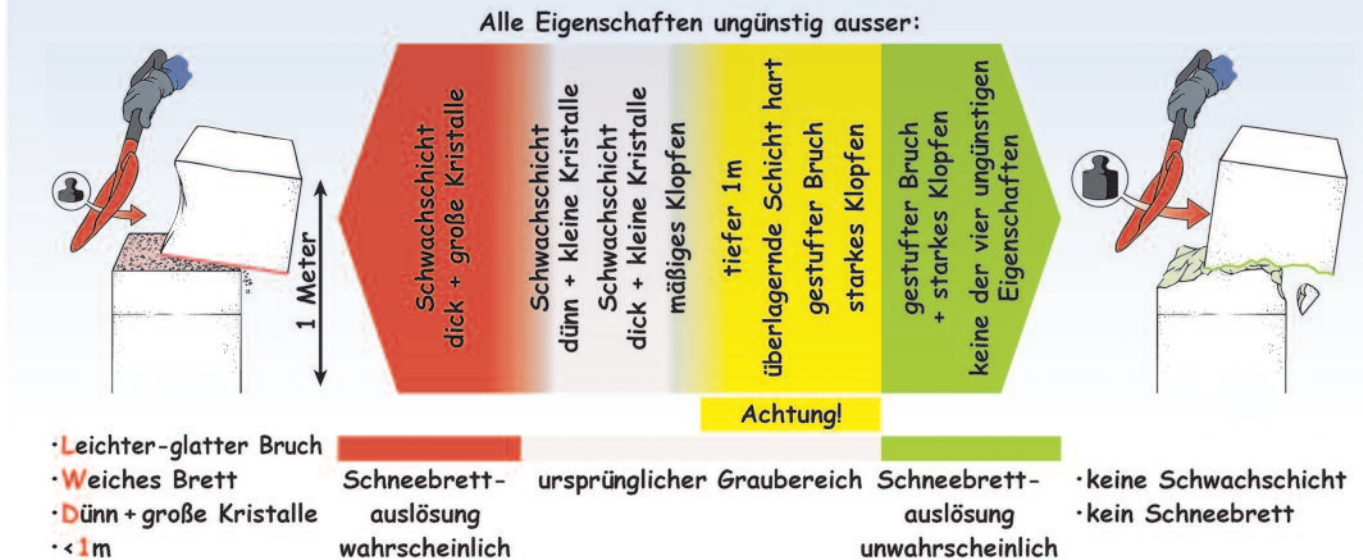 Alle Eigenschaften ungünstig ausser:
1 Meter
Schwachschicht
dick + große Kristalle
Schwachschicht
dünn + kleine Kristalle
Schwachschicht
dick + kleine Kristalle
mäßiges Klopfen
tiefer 1m
überlagernde Schicht hart
gestufter Bruch
starkes Klopfen
gestufter Bruch
+ starkes Klopfen
keine der vier ungünstigen
Eigenschaften
Achtung!
·Leichter-glatter Bruch
·Weiches Brett
·Dünn + große Kristalle
·<1m
Schneebrett-
auslösung
wahrscheinlich
ursprünglicher Graubereich
Schneebrett-
auslösung
unwahrscheinlich
·keine Schwachschicht
·kein Schneebrett